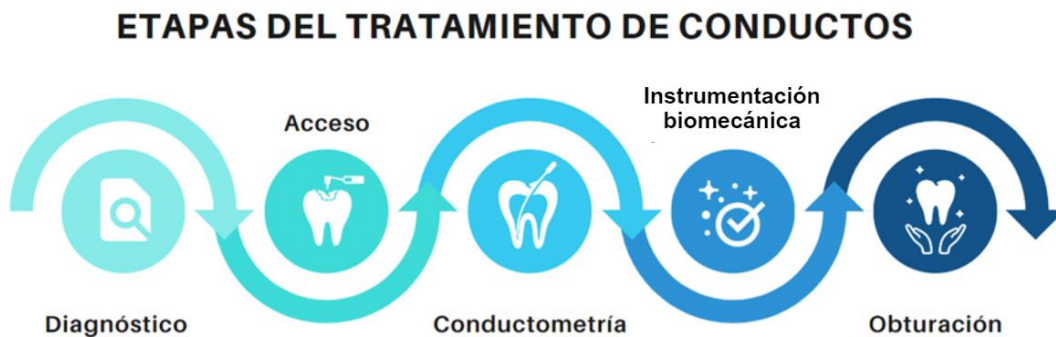 ETAPAS DEL TRATAMIENTO DE CONDUCTOS
Diagnóstico
Acceso
Conductometría
Instrumentación
biomecánica
Obturación